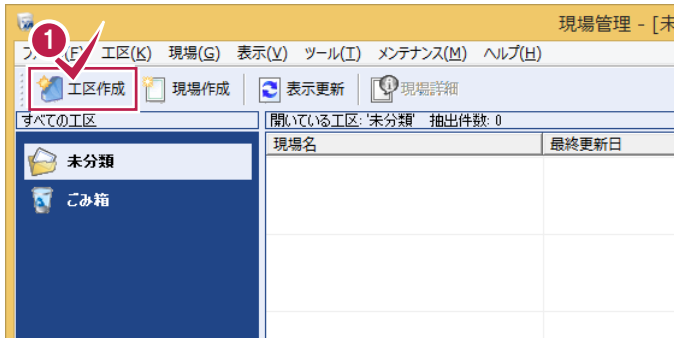 現場管理 - [未
1
フ (F) 工区(K) 現場(G) 表示(V) ツール(T) メンテナンス(M) ヘルプ(H)
工区作成 現場作成 表示更新 現場詳細
すべての工区 開いている工区: '未分類' 抽出件数: 0
現場名 最終更新日
未分類
ごみ箱